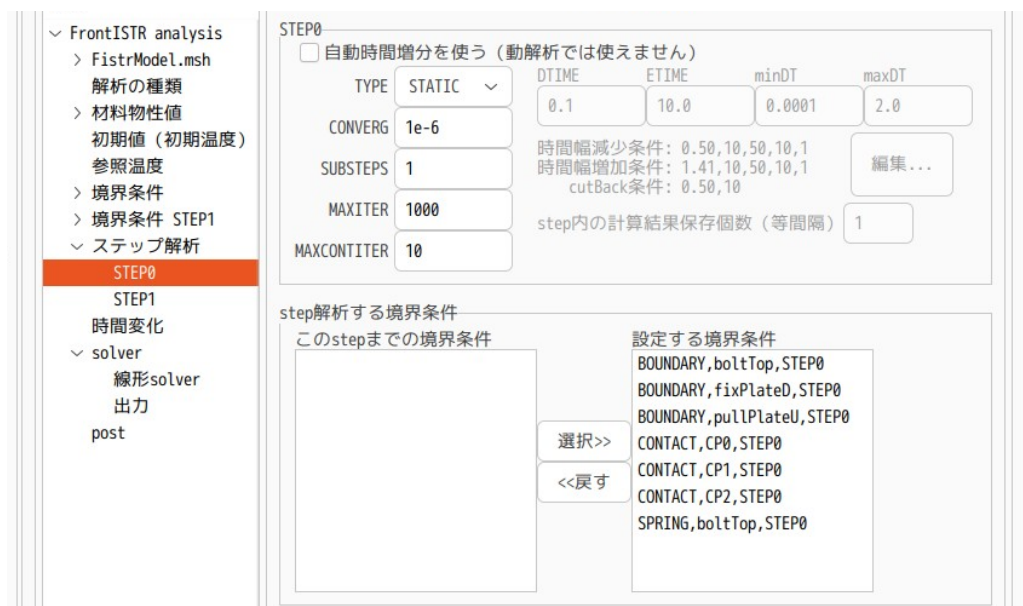 FrontISTR analysis
FistrModel.msh
解析の種類
材料物性値
初期値（初期温度）
参照温度
境界条件
境界条件 STEP1
ステップ解析
STEP0
STEP1
時間変化
solver
線形solver
出力
post
STEP0
自動時間増分を使う（動解析では使えません）
TYPE STATIC
CONVERG 1e-6
SUBSTEPS 1
MAXITER 1000
MAXCONTITER 10
DTIME ETIME minDT maxDT
0.1 10.0 0.0001 2.0
時間幅減少条件: 0.50,10,50,10,1
時間幅増加条件: 1.41,10,50,10,1
cutBack条件: 0.50,10
編集...
step内の計算結果保存個数（等間隔） 1
step解析する境界条件
このstepまでの境界条件
選択>>
<<戻す
設定する境界条件
BOUNDARY,boltTop,STEP0
BOUNDARY,fixPlateD,STEP0
BOUNDARY,pullPlateU,STEP0
CONTACT,CP0,STEP0
CONTACT,CP1,STEP0
CONTACT,CP2,STEP0
SPRING,boltTop,STEP0